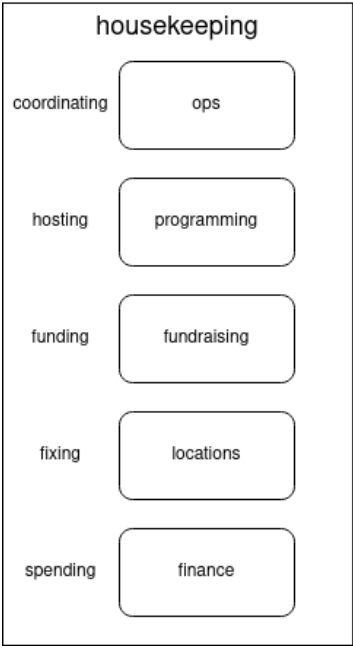 housekeeping
coordinating ops
hosting programming
funding fundraising
fixing locations
spending finance